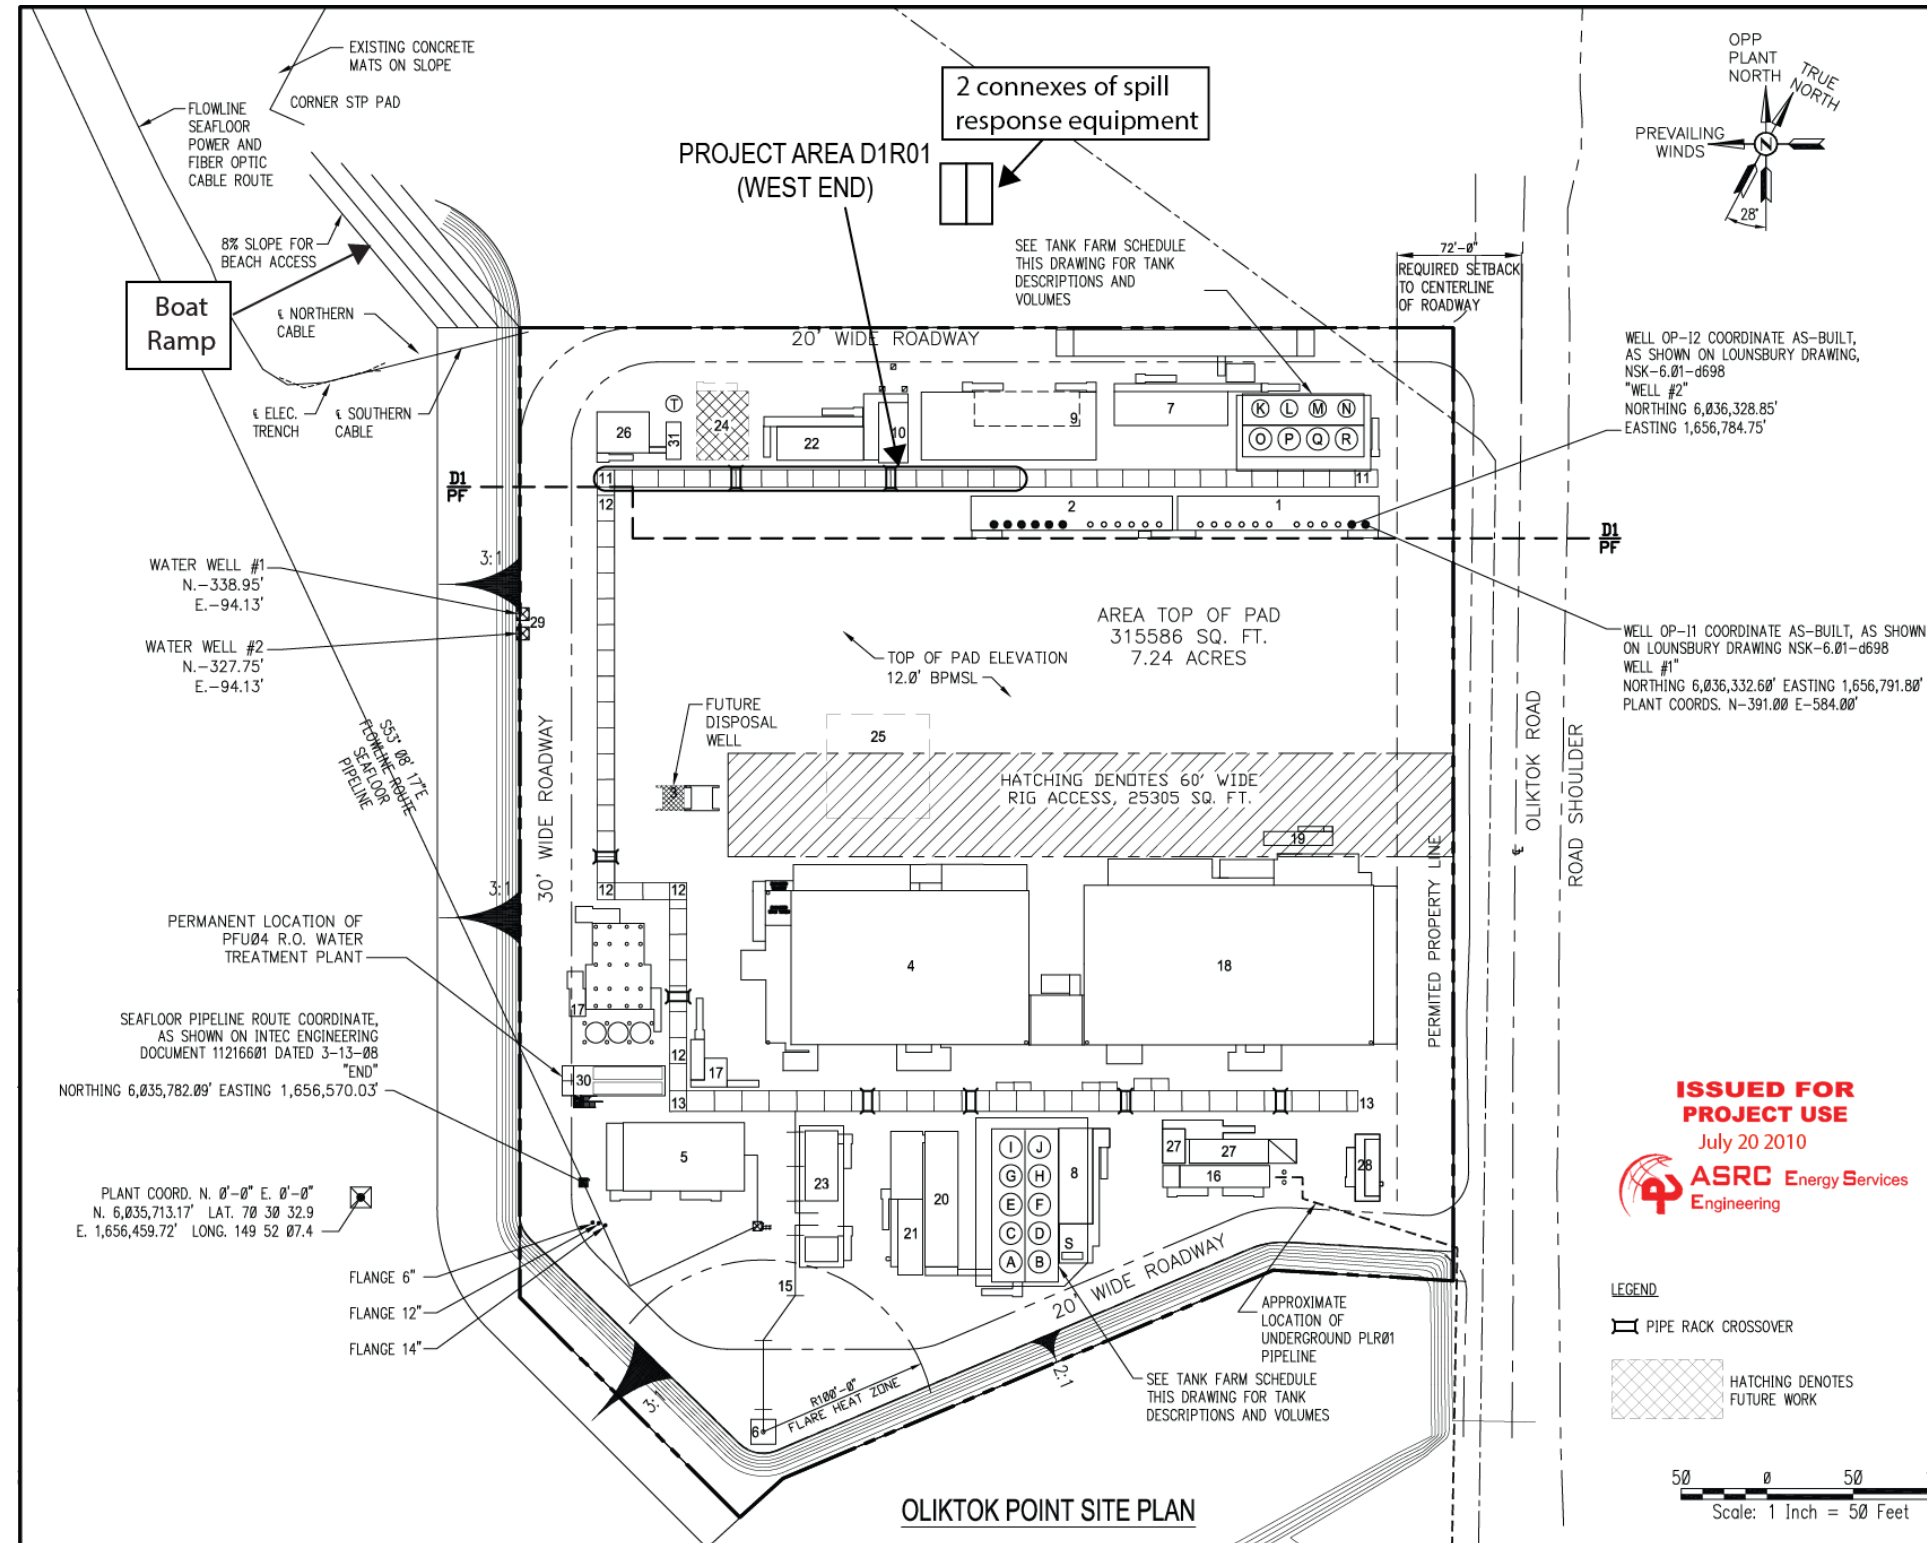 EXISTING CONCRETE
MATS ON SLOPE
CORNER STP PAD
FLOWLINE
SEAFLOOR
POWER AND
FIBER OPTIC
CABLE ROUTE
8% SLOPE FOR
BEACH ACCESS
Boat
Ramp
℄ NORTHERN
CABLE
℄ ELEC.
TRENCH
℄ SOUTHERN
CABLE
2 connexes of spill
response equipment
PROJECT AREA D1R01
(WEST END)
SEE TANK FARM SCHEDULE
THIS DRAWING FOR TANK
DESCRIPTIONS AND
VOLUMES
OPP
PLANT
NORTH
TRUE
NORTH
PREVAILING
WINDS
N
28°
72'-0"
REQUIRED SETBACK
TO CENTERLINE
OF ROADWAY
20' WIDE ROADWAY
WELL OP-I2 COORDINATE AS-BUILT,
AS SHOWN ON LOUNSBURY DRAWING,
NSK-6.01-d698
"WELL #2"
NORTHING 6,036,328.85'
EASTING 1,656,784.75'
26
T
31
24
22
10
9
7
K L M N
O P Q R
11
11
12
2
1
D1
PF
D1
PF
3:1
WATER WELL #1
N.-338.95'
E.-94.13'
29
WATER WELL #2
N.-327.75'
E.-94.13'
AREA TOP OF PAD
315586 SQ. FT.
7.24 ACRES
TOP OF PAD ELEVATION
12.0' BPMSL
WELL OP-I1 COORDINATE AS-BUILT, AS SHOWN
ON LOUNSBURY DRAWING NSK-6.01-d698
WELL #1"
NORTHING 6,036,332.60' EASTING 1,656,791.80'
PLANT COORDS. N-391.00 E-584.00'
S53° 08' 17"E
FLOWLINE ROUTE
SEAFLOOR
PIPELINE
FUTURE
DISPOSAL
WELL
3
25
HATCHING DENOTES 60' WIDE
RIG ACCESS, 25305 SQ. FT.
19
30' WIDE ROADWAY
OLIKTOK ROAD
℄
ROAD SHOULDER
PERMITED PROPERTY LINE
3:1
12
12
PERMANENT LOCATION OF
PFU04 R.O. WATER
TREATMENT PLANT
17
4
18
SEAFLOOR PIPELINE ROUTE COORDINATE,
AS SHOWN ON INTEC ENGINEERING
DOCUMENT 11216601 DATED 3-13-08
"END"
NORTHING 6,035,782.09' EASTING 1,656,570.03'
12
17
30
13
13
5
23
20
21
I J
G H
E F
C D
A B
8
S
27
27
16
28
PLANT COORD. N. 0'-0" E. 0'-0"
N. 6,035,713.17' LAT. 70 30 32.9
E. 1,656,459.72' LONG. 149 52 07.4
FLANGE 6"
FLANGE 12"
FLANGE 14"
15
20' WIDE ROADWAY
APPROXIMATE
LOCATION OF
UNDERGROUND PLR01
PIPELINE
R100'-0"
FLARE HEAT ZONE
6
3:1
2:1
SEE TANK FARM SCHEDULE
THIS DRAWING FOR TANK
DESCRIPTIONS AND VOLUMES
ISSUED FOR
PROJECT USE
July 20 2010
ASRC Energy Services
Engineering
LEGEND
PIPE RACK CROSSOVER
HATCHING DENOTES
FUTURE WORK
50 0 50
Scale: 1 Inch = 50 Feet
OLIKTOK POINT SITE PLAN